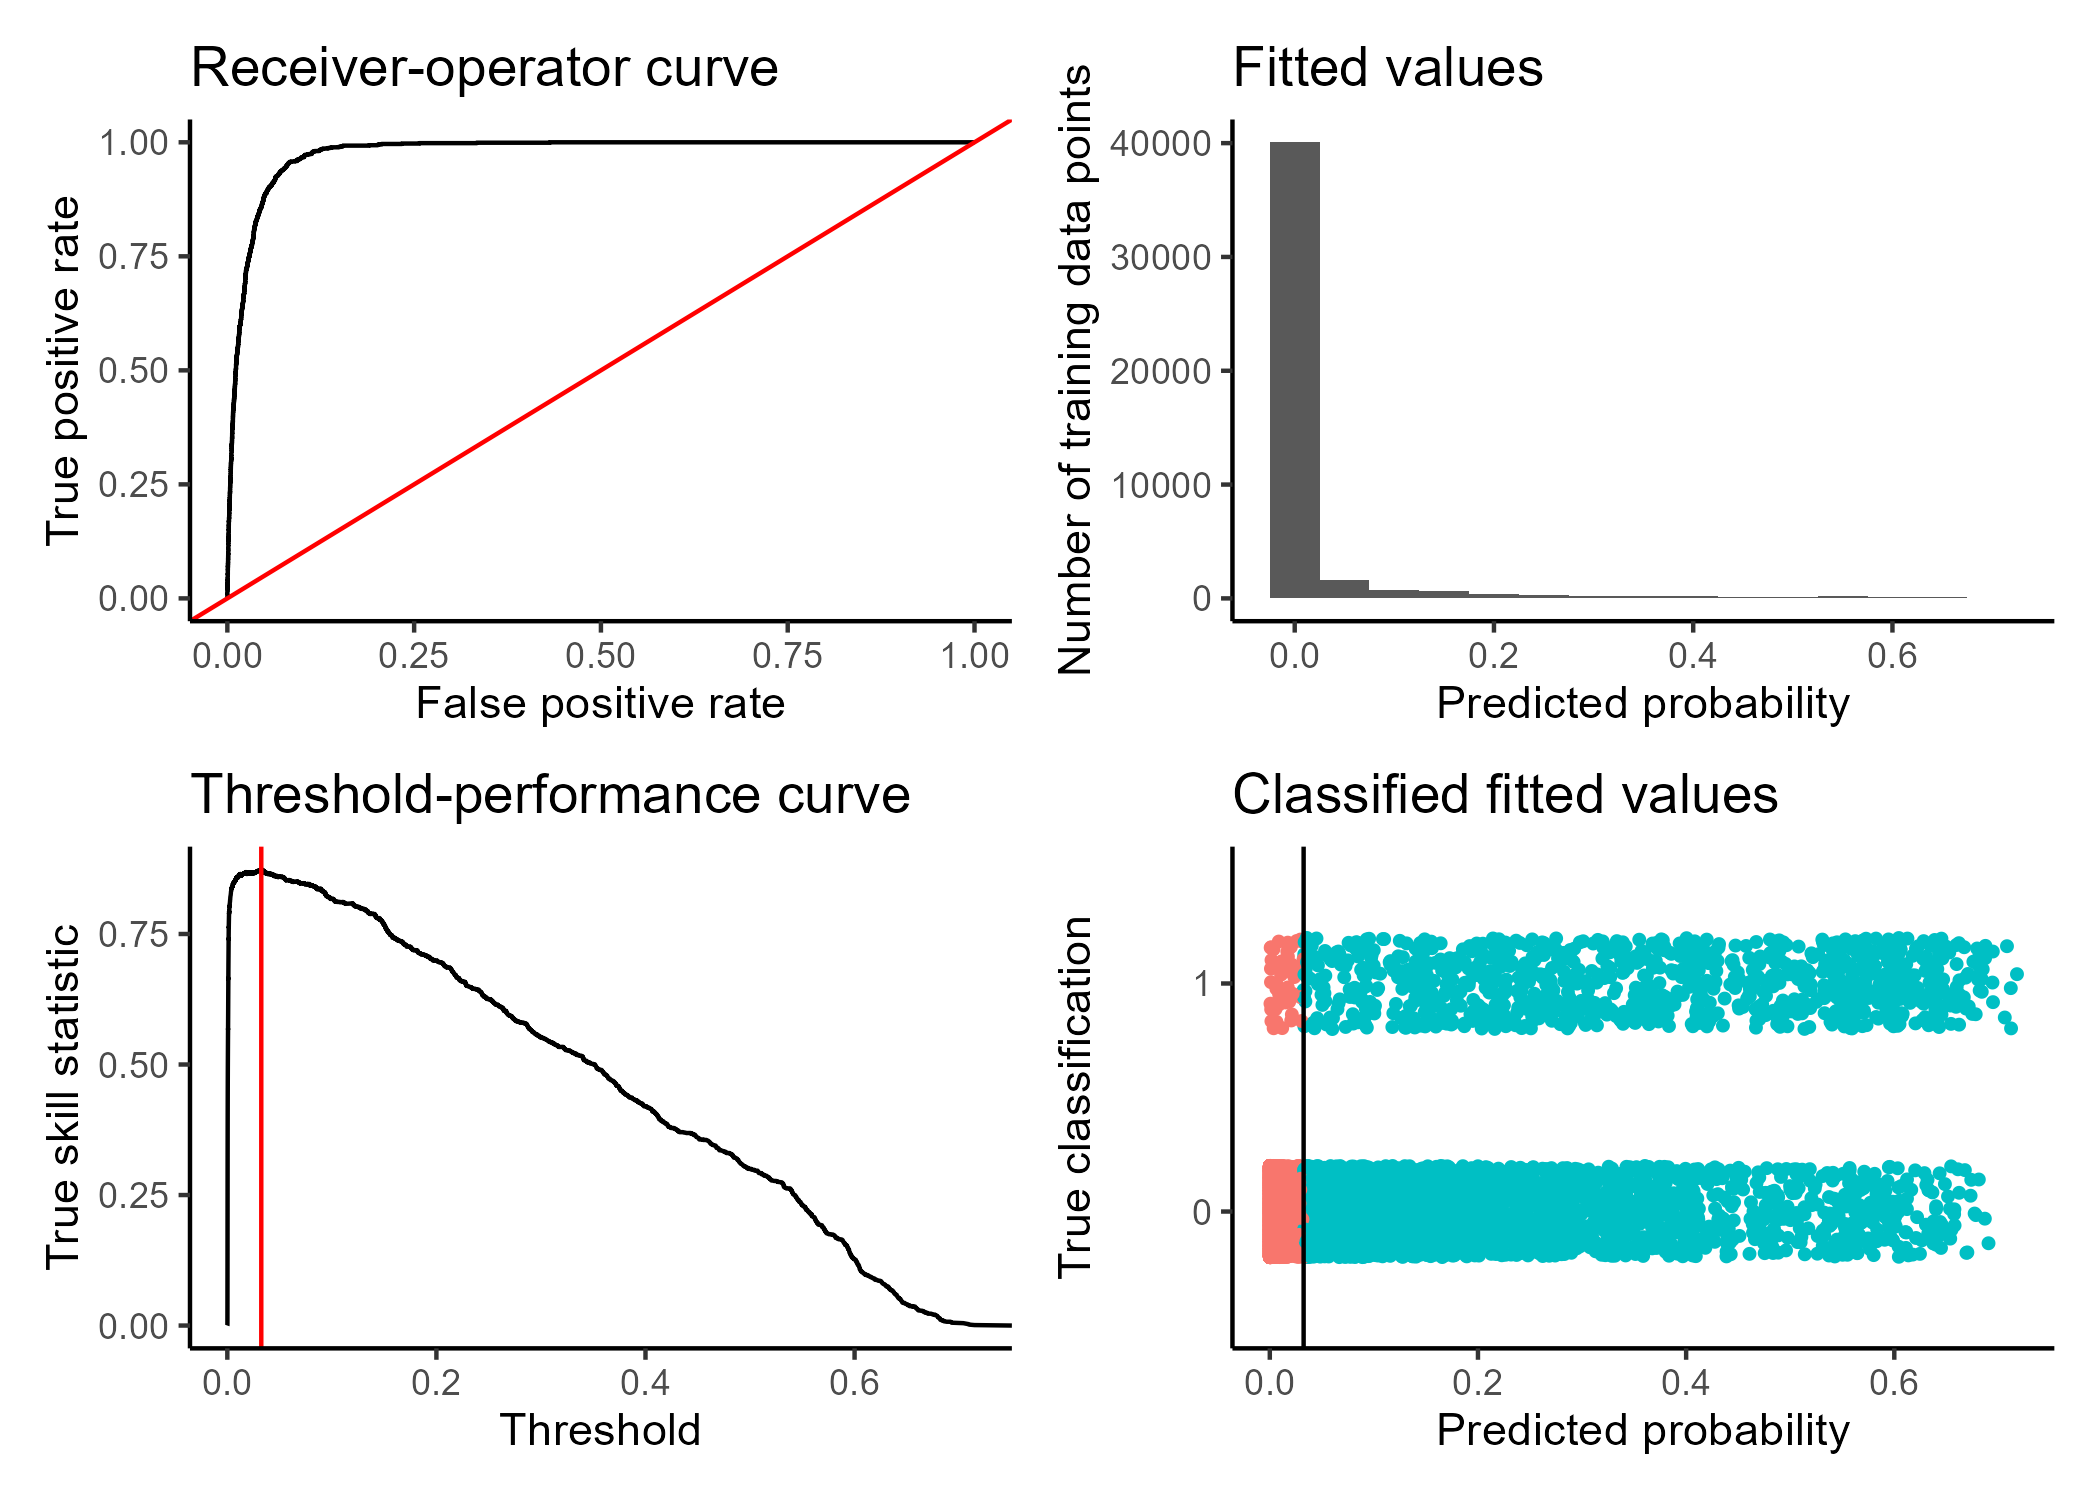 Receiver-operator curve
True positive rate
1.00
0.75
0.50
0.25
0.00
0.00 0.25 0.50 0.75 1.00
False positive rate
Fitted values
Number of training data points
40000
30000
20000
10000
0
0.0 0.2 0.4 0.6
Predicted probability
Threshold-performance curve
True skill statistic
0.75
0.50
0.25
0.00
0.0 0.2 0.4 0.6
Threshold
Classified fitted values
True classification
1
0
0.0 0.2 0.4 0.6
Predicted probability